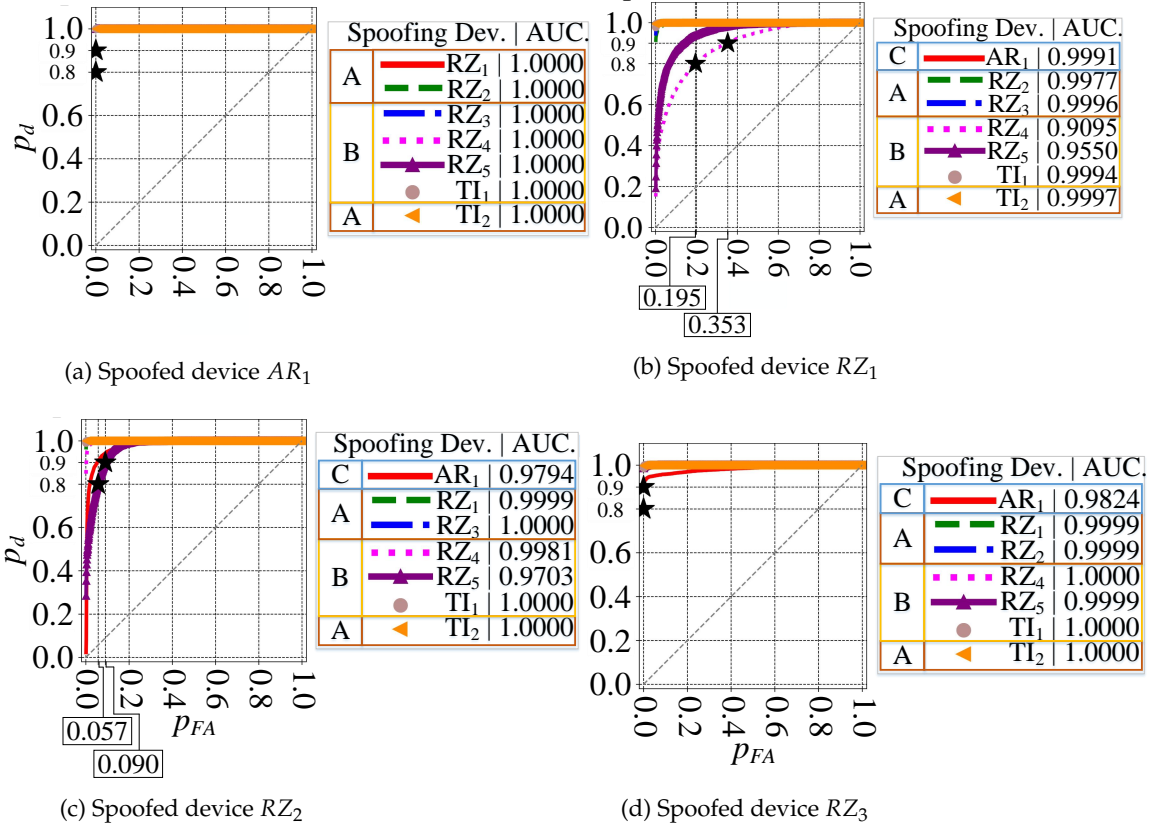 Spoofing Dev. | AUC.
A
RZ1 | 1.0000
RZ2 | 1.0000
B
RZ3 | 1.0000
RZ4 | 1.0000
RZ5 | 1.0000
TI1 | 1.0000
A
TI2 | 1.0000
pd
1.0
0.9
0.8
0.6
0.4
0.2
0.0
0.0 0.2 0.4 0.6 0.8 1.0
(a) Spoofed device AR1
Spoofing Dev. | AUC.
C
AR1 | 0.9991
A
RZ2 | 0.9977
RZ3 | 0.9996
B
RZ4 | 0.9095
RZ5 | 0.9550
TI1 | 0.9994
A
TI2 | 0.9997
1.0
0.9
0.8
0.6
0.4
0.2
0.0
0.0 0.2 0.4 0.6 0.8 1.0
0.195
0.353
(b) Spoofed device RZ1
Spoofing Dev. | AUC.
C
AR1 | 0.9794
A
RZ1 | 0.9999
RZ3 | 1.0000
B
RZ4 | 0.9981
RZ5 | 0.9703
TI1 | 1.0000
A
TI2 | 1.0000
pd
1.0
0.9
0.8
0.6
0.4
0.2
0.0
0.0 0.2 0.4 0.6 0.8 1.0
0.057
pFA
0.090
(c) Spoofed device RZ2
Spoofing Dev. | AUC.
C
AR1 | 0.9824
A
RZ1 | 0.9999
RZ2 | 0.9999
B
RZ4 | 1.0000
RZ5 | 0.9999
TI1 | 1.0000
A
TI2 | 1.0000
1.0
0.9
0.8
0.6
0.4
0.2
0.0
0.0 0.2 0.4 0.6 0.8 1.0
pFA
(d) Spoofed device RZ3